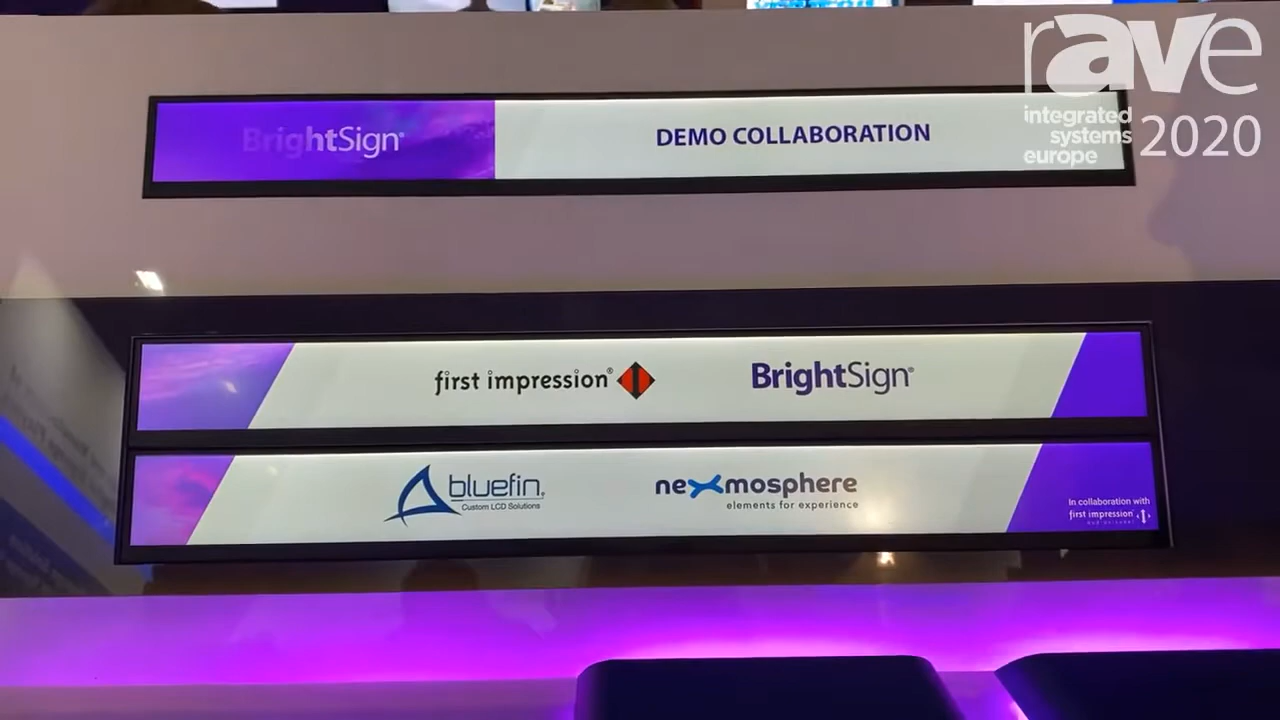 rAVe
integrated
systems
europe
2020
BrightSign®
DEMO COLLABORATION
first impression®
BrightSign®
bluefin®
Custom LCD Solutions
nexmosphere
elements for experience
In collaboration with
first impression